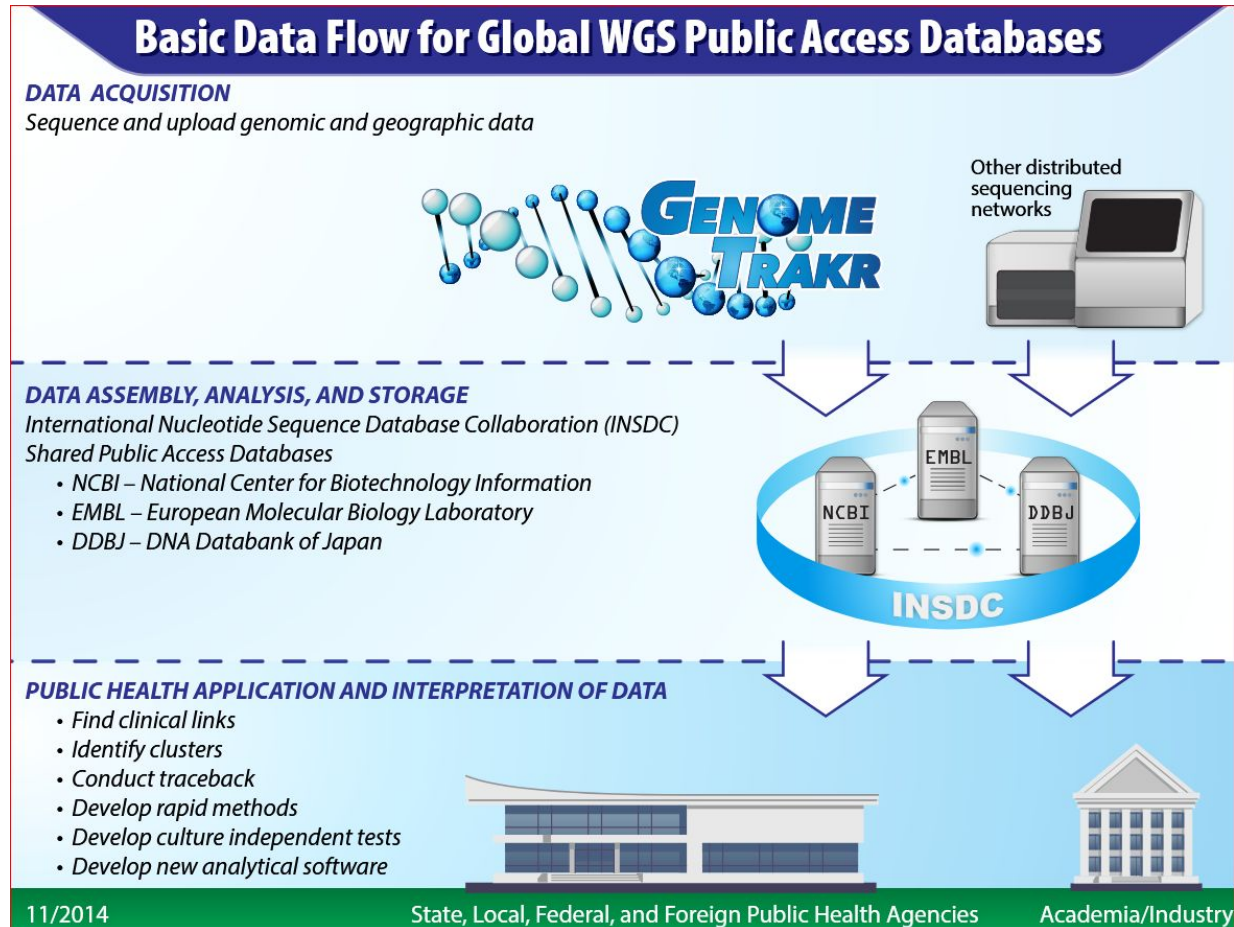 Basic Data Flow for Global WGS Public Access Databases
DATA ACQUISITION
Sequence and upload genomic and geographic data
GENOME
TRAKR
Other distributed
sequencing
networks
DATA ASSEMBLY, ANALYSIS, AND STORAGE
International Nucleotide Sequence Database Collaboration (INSDC)
Shared Public Access Databases
• NCBI – National Center for Biotechnology Information
• EMBL – European Molecular Biology Laboratory
• DDBJ – DNA Databank of Japan
EMBL
NCBI
DDBJ
INSDC
PUBLIC HEALTH APPLICATION AND INTERPRETATION OF DATA
• Find clinical links
• Identify clusters
• Conduct traceback
• Develop rapid methods
• Develop culture independent tests
• Develop new analytical software
11/2014
State, Local, Federal, and Foreign Public Health Agencies
Academia/Industry